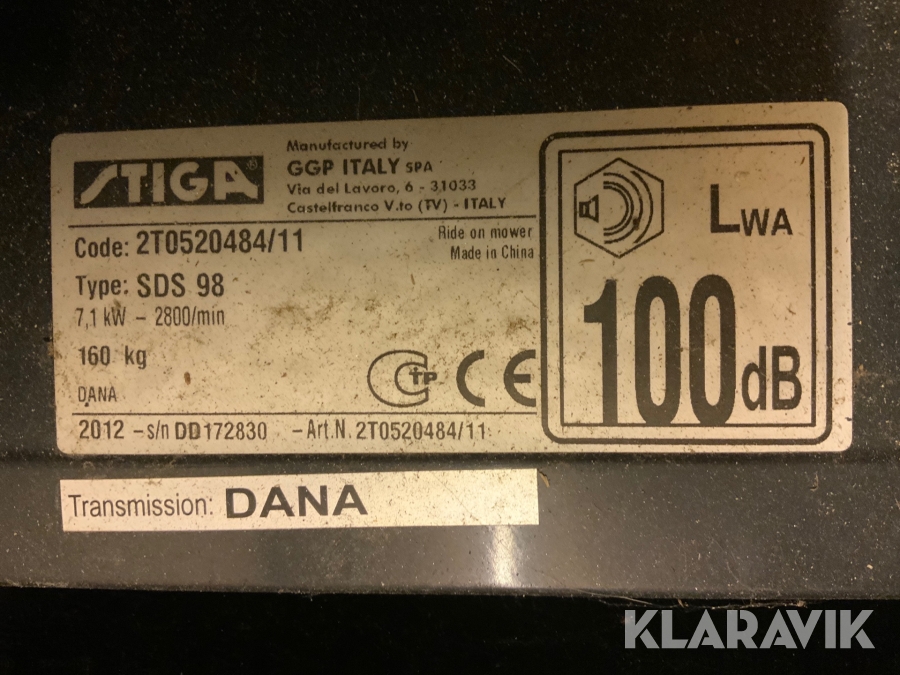 STIGA®
Manufactured by
GGP ITALY SPA
Via del Lavoro, 6 - 31033
Castelfranco V.to (TV) - ITALY
Code: 2T0520484/11
Ride on mower
Made in China
Type: SDS 98
7,1 kW - 2800/min
160 kg
DANA
CTP CE
2012 - s/n DD172830 - Art.N. 2T0520484/11
LWA
100dB
Transmission: DANA
KLARAVIK